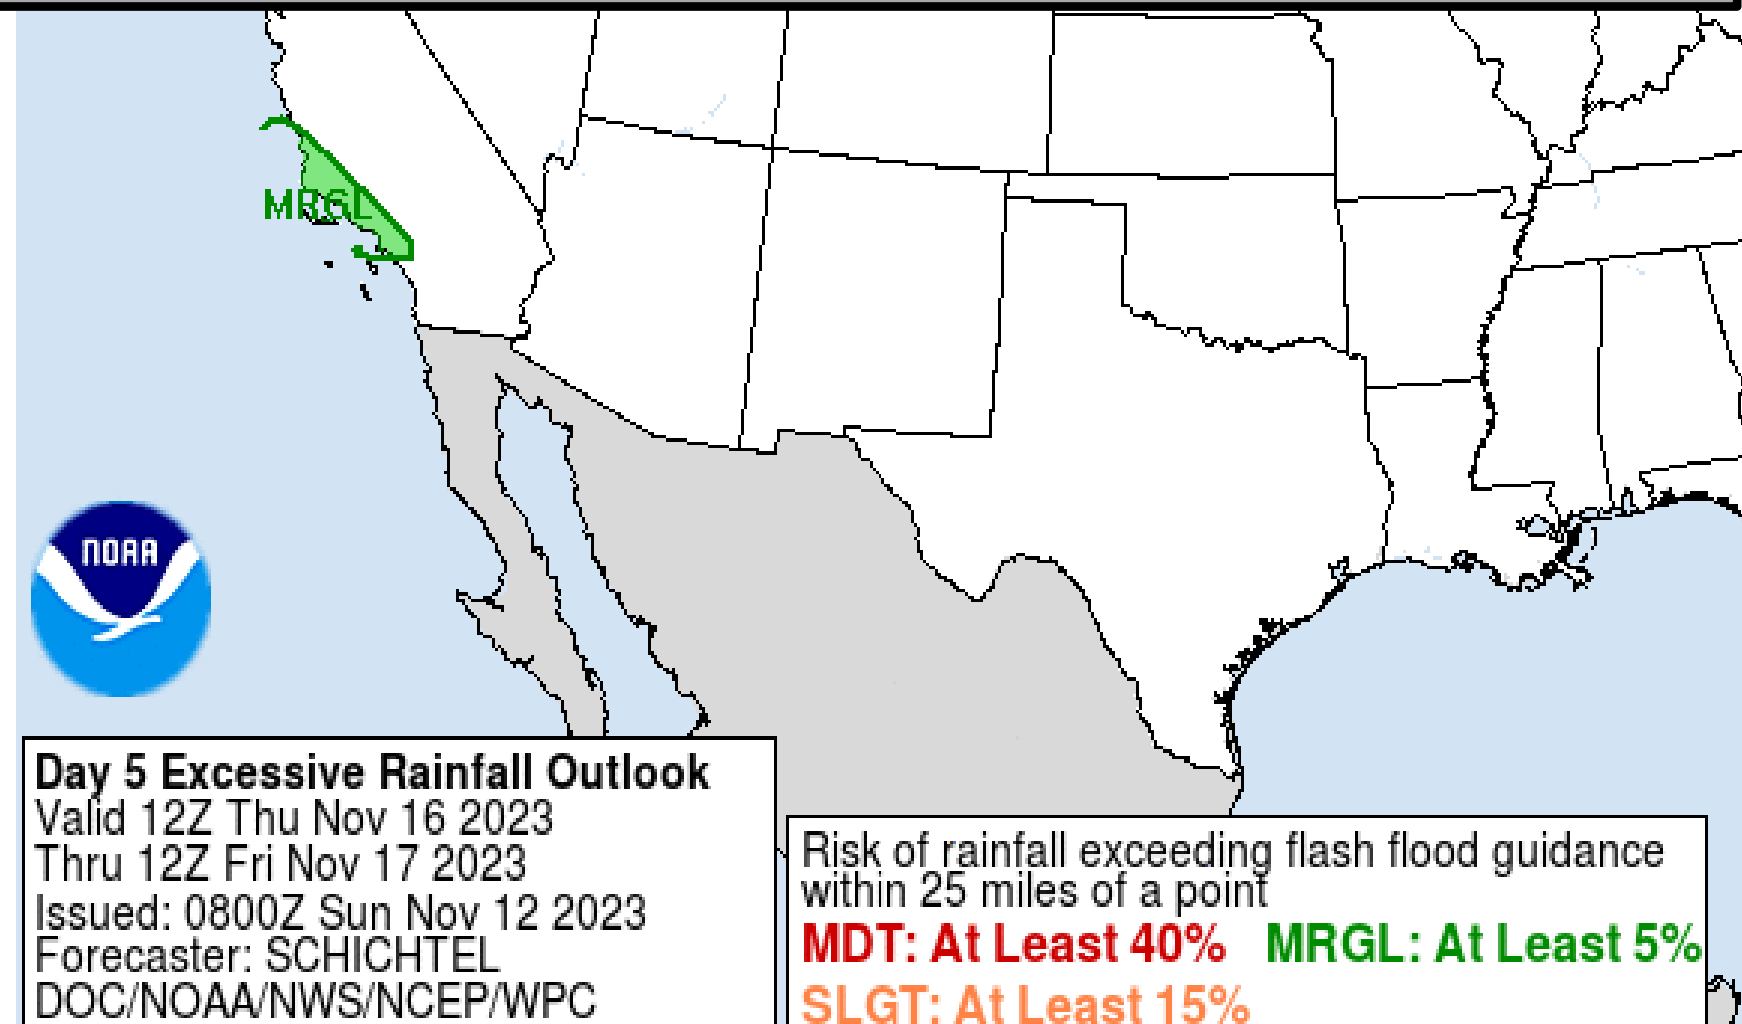 MRGL
NOAA
Day 5 Excessive Rainfall Outlook
Valid 12Z Thu Nov 16 2023
Thru 12Z Fri Nov 17 2023
Issued: 0800Z Sun Nov 12 2023
Forecaster: SCHICHTEL
DOC/NOAA/NWS/NCEP/WPC
Risk of rainfall exceeding flash flood guidance
within 25 miles of a point
MDT: At Least 40% MRGL: At Least 5%
SLGT: At Least 15%